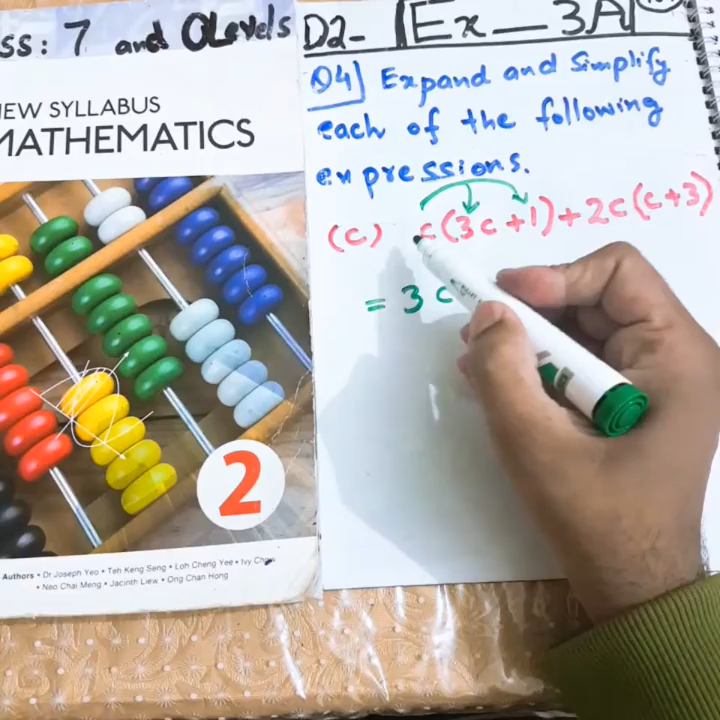 ss: 7 and OLevels
D2- Ex _ 3A
Q4] Expand and Simplify
each of the following
expressions.
(c) c(3c+1)+2c(c+3)
= 3c
NEW SYLLABUS
MATHEMATICS
2
Authors • Dr Joseph Yeo • Teh Keng Seng • Loh Cheng Yee • Ivy Chow
• Neo Chai Meng • Jacinth Liew • Ong Chan Hong